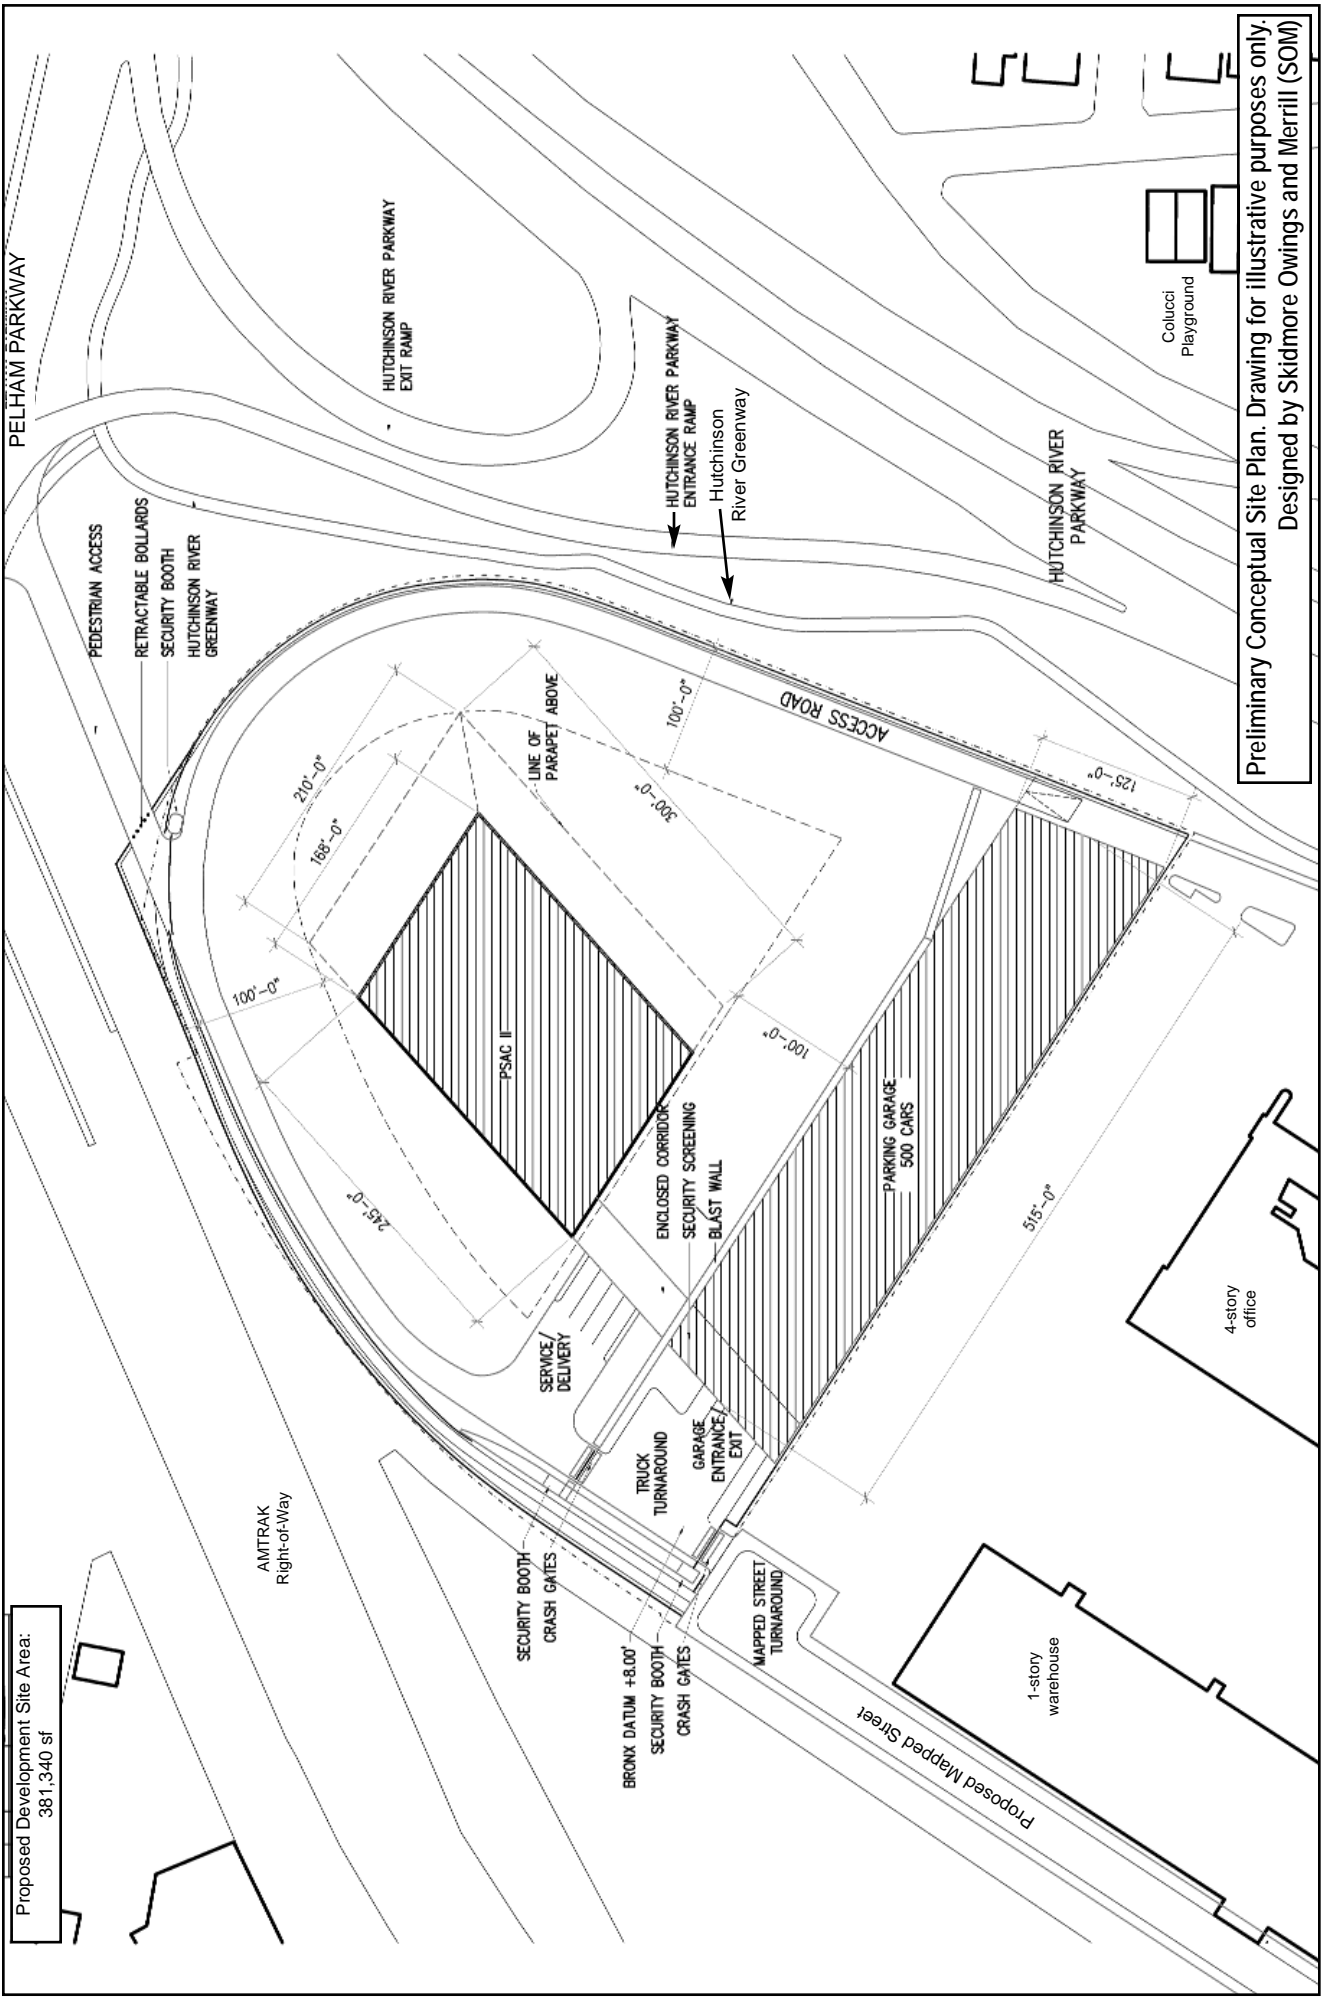 Proposed Development Site Area:
381,340 sf
PELHAM PARKWAY
PEDESTRIAN ACCESS
RETRACTABLE BOLLARDS
SECURITY BOOTH
HUTCHINSON RIVER
GREENWAY
HUTCHINSON RIVER PARKWAY
EXIT RAMP
HUTCHINSON RIVER PARKWAY
ENTRANCE RAMP
Hutchinson
River Greenway
HUTCHINSON RIVER
PARKWAY
Colucci
Playground
AMTRAK
Right-of-Way
210'-0"
168'-0"
100'-0"
245'-0"
LINE OF
PARAPET ABOVE
300'-0"
100'-0"
ACCESS ROAD
125'-0"
PSAC II
100'-0"
ENCLOSED CORRIDOR
SECURITY SCREENING
BLAST WALL
PARKING GARAGE
500 CARS
515'-0"
SERVICE/
DELIVERY
TRUCK
TURNAROUND
GARAGE
ENTRANCE/
EXIT
SECURITY BOOTH
CRASH GATES
BRONX DATUM +8.00'
SECURITY BOOTH
CRASH GATES
MAPPED STREET
TURNAROUND
Proposed Mapped Street
1-story
warehouse
4-story
office
Preliminary Conceptual Site Plan. Drawing for illustrative purposes only.
Designed by Skidmore Owings and Merrill (SOM)